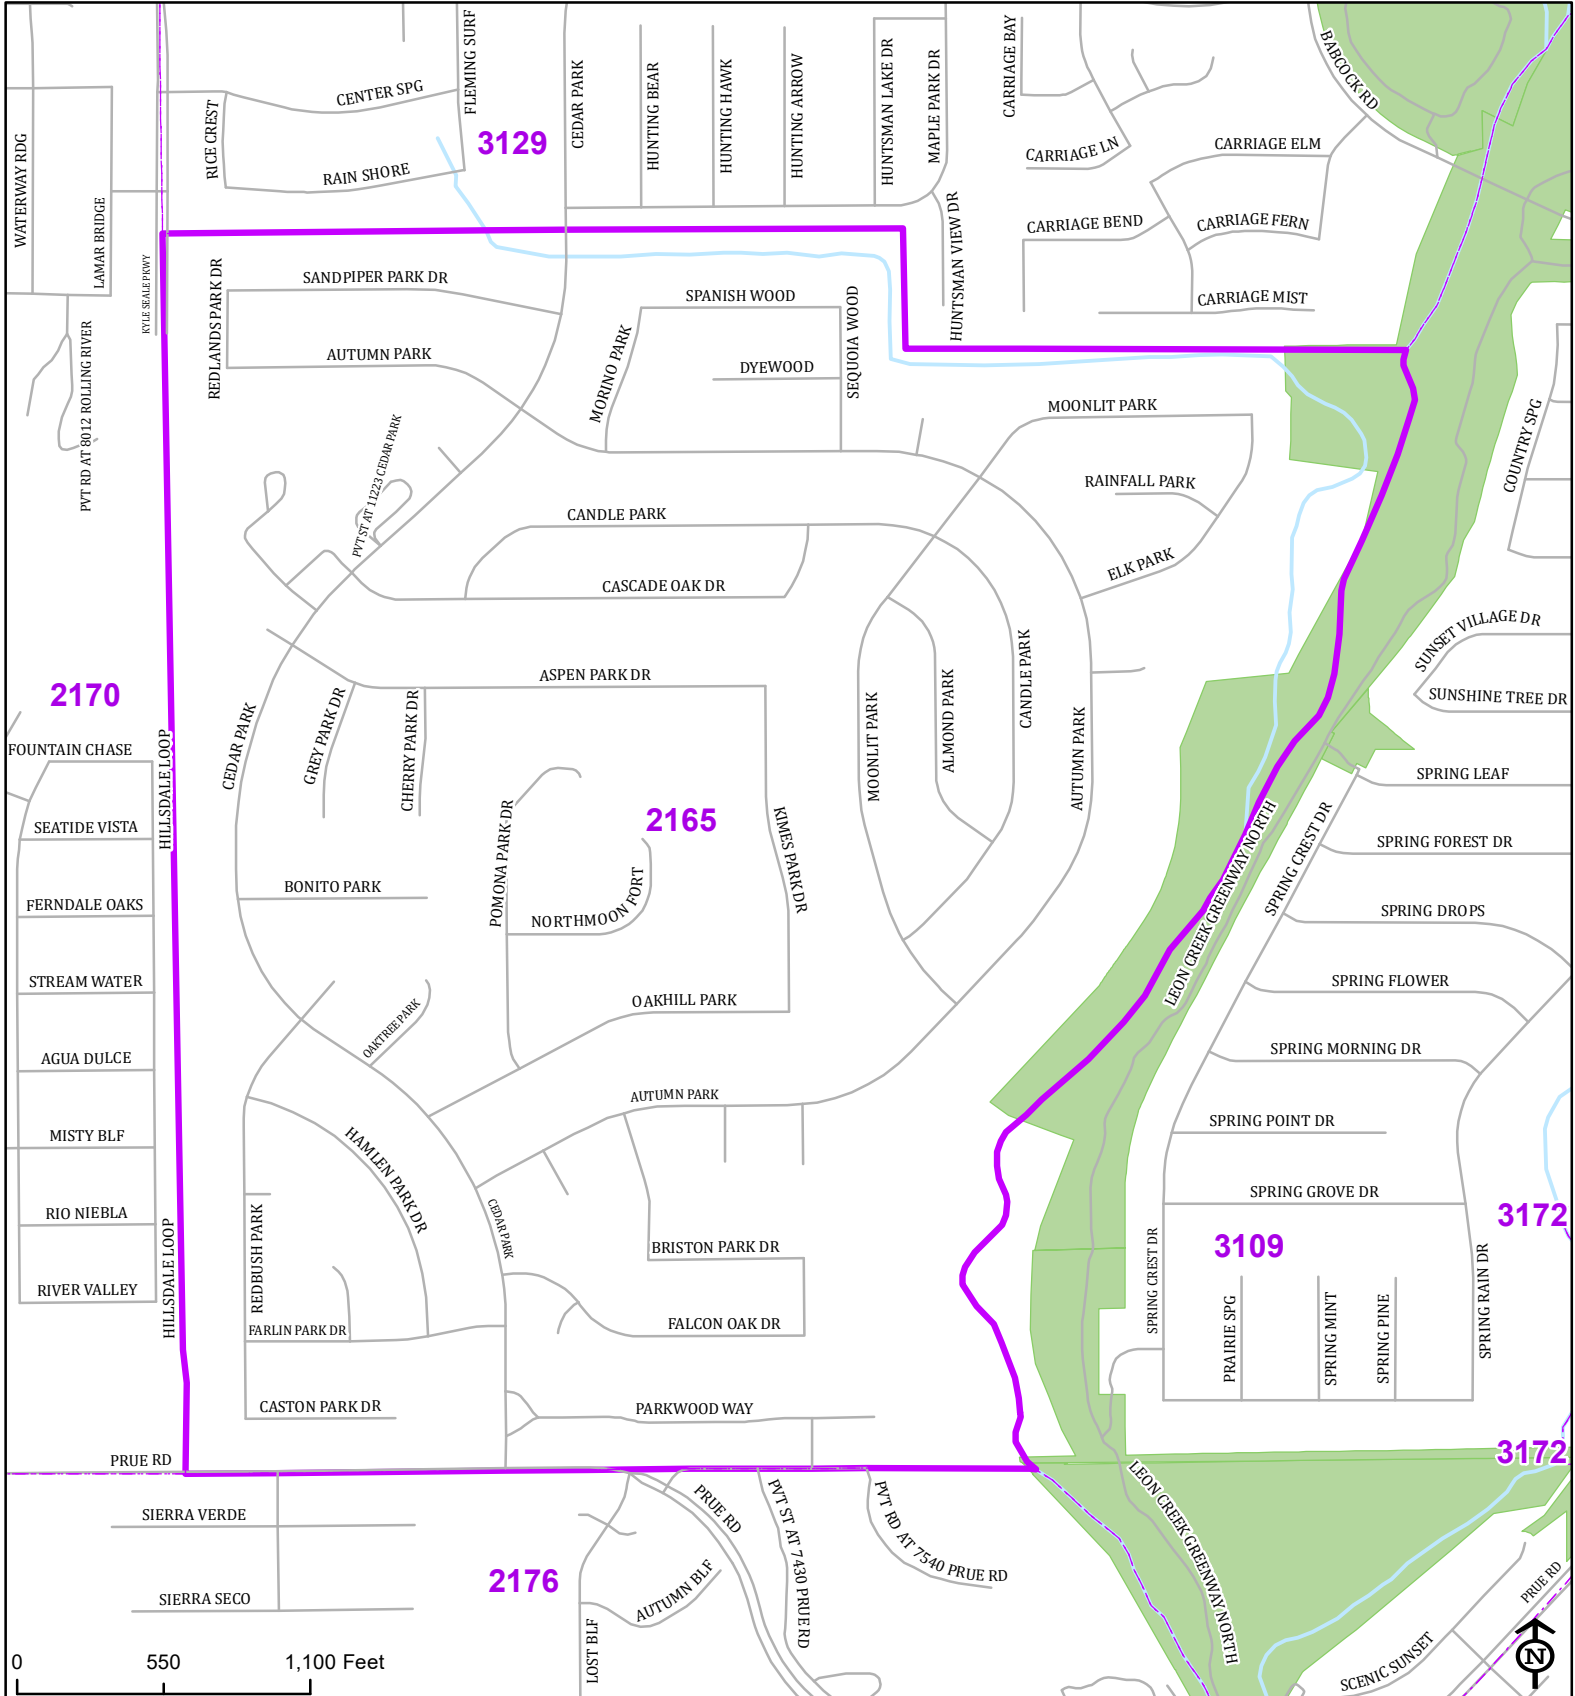 FLEMING SURF
CARRIAGE BAY
BABCOCK RD
CENTER SPG
CEDAR PARK
HUNTING BEAR
HUNTING HAWK
HUNTING ARROW
HUNTSMAN LAKE DR
MAPLE PARK DR
3129
RICE CREST
RAIN SHORE
CARRIAGE LN
CARRIAGE ELM
WATERWAY RDG
LAMAR BRIDGE
HUNTSMAN VIEW DR
CARRIAGE BEND
CARRIAGE FERN
KYLE SEALE PKWY
REDLANDS PARK DR
SANDPIPER PARK DR
SPANISH WOOD
SEQUOIA WOOD
CARRIAGE MIST
PVT RD AT 8012 ROLLING RIVER
AUTUMN PARK
MORINO PARK
DYEWOOD
MOONLIT PARK
COUNTRY SPG
PVT ST AT 11223 CEDAR PARK
RAINFALL PARK
CANDLE PARK
ELK PARK
CASCADE OAK DR
SUNSET VILLAGE DR
2170
ASPEN PARK DR
CANDLE PARK
SUNSHINE TREE DR
GREY PARK DR
CHERRY PARK DR
MOONLIT PARK
ALMOND PARK
AUTUMN PARK
CEDAR PARK
FOUNTAIN CHASE
HILLSDALE LOOP
SPRING LEAF
SEATIDE VISTA
2165
POMONA PARK DR
KIMES PARK DR
LEON CREEK GREENWAY NORTH
SPRING CREST DR
SPRING FOREST DR
BONITO PARK
NORTHMOON FORT
FERNDALE OAKS
SPRING DROPS
STREAM WATER
SPRING FLOWER
OAKHILL PARK
OAKTREE PARK
AGUA DULCE
SPRING MORNING DR
AUTUMN PARK
MISTY BLF
HAMLEN PARK DR
SPRING POINT DR
RIO NIEBLA
SPRING GROVE DR
CEDAR PARK
3172
REDBUSH PARK
BRISTON PARK DR
3109
RIVER VALLEY
HILLSDALE LOOP
SPRING CREST DR
SPRING RAIN DR
FARLIN PARK DR
FALCON OAK DR
PRAIRIE SPG
SPRING MINT
SPRING PINE
CASTON PARK DR
PARKWOOD WAY
PRUE RD
3172
SIERRA VERDE
PRUE RD
PVT ST AT 7430 PRUE RD
PVT RD AT 7540 PRUE RD
LEON CREEK GREENWAY NORTH
2176
AUTUMN BLF
SIERRA SECO
LOST BLF
PRUE RD
SCENIC SUNSET
0 550 1,100 Feet
N